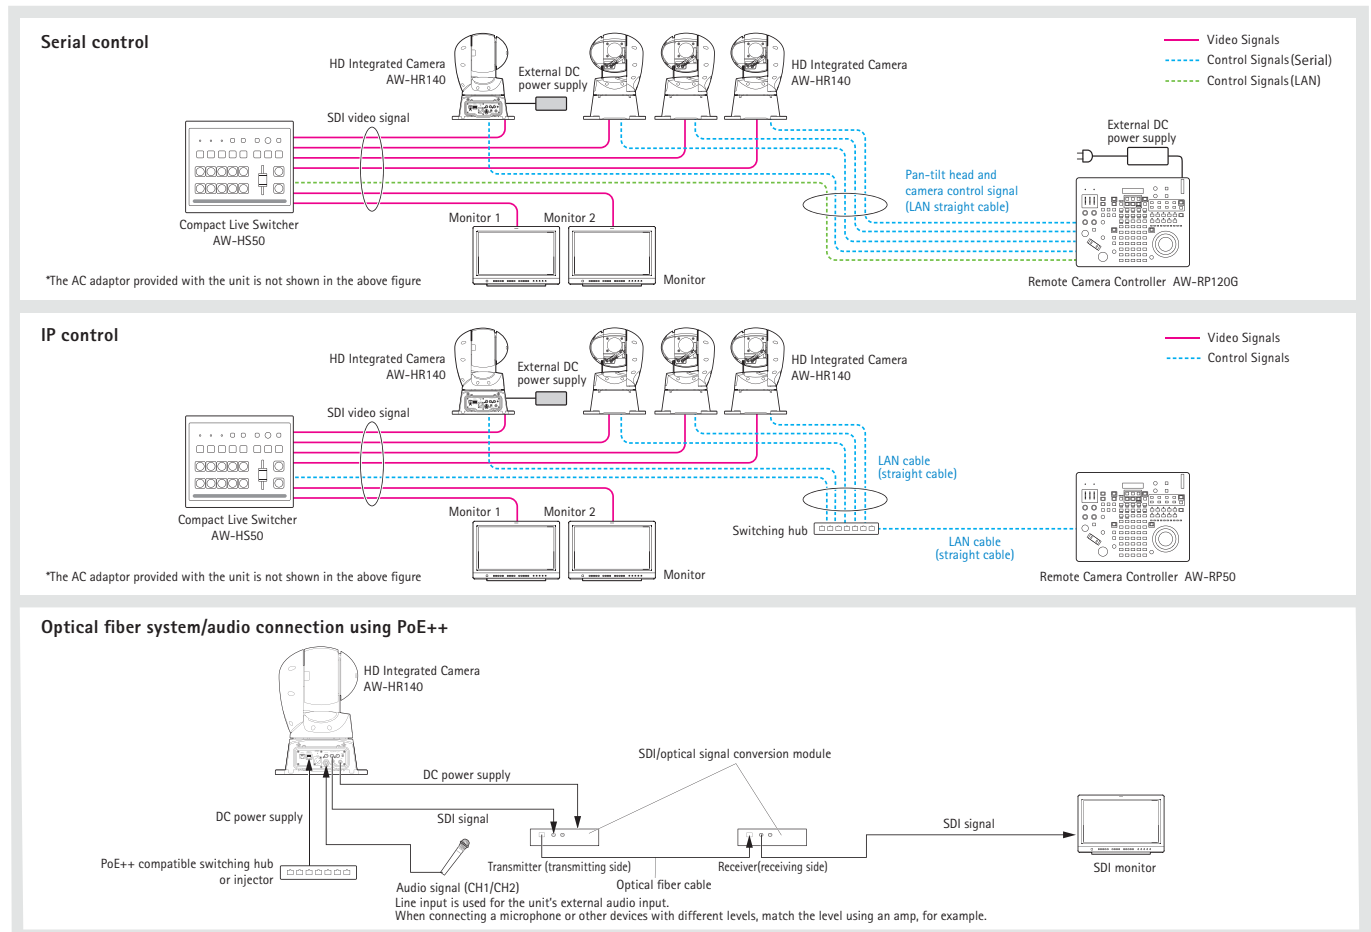 Serial control
HD Integrated Camera
AW-HR140
External DC
power supply
HD Integrated Camera
AW-HR140
Video Signals
Control Signals (Serial)
Control Signals (LAN)
SDI video signal
External DC
power supply
Pan-tilt head and
camera control signal
(LAN straight cable)
Compact Live Switcher
AW-HS50
Monitor 1
Monitor 2
Monitor
*The AC adaptor provided with the unit is not shown in the above figure
Remote Camera Controller AW-RP120G
IP control
HD Integrated Camera
AW-HR140
External DC
power supply
HD Integrated Camera
AW-HR140
Video Signals
Control Signals
SDI video signal
LAN cable
(straight cable)
Compact Live Switcher
AW-HS50
Monitor 1
Monitor 2
Switching hub
LAN cable
(straight cable)
Monitor
*The AC adaptor provided with the unit is not shown in the above figure
Remote Camera Controller AW-RP50
Optical fiber system/audio connection using PoE++
HD Integrated Camera
AW-HR140
SDI/optical signal conversion module
DC power supply
DC power supply
SDI signal
SDI signal
PoE++ compatible switching hub
or injector
Transmitter (transmitting side)
Receiver(receiving side)
SDI monitor
Optical fiber cable
Audio signal (CH1/CH2)
Line input is used for the unit's external audio input.
When connecting a microphone or other devices with different levels, match the level using an amp, for example.